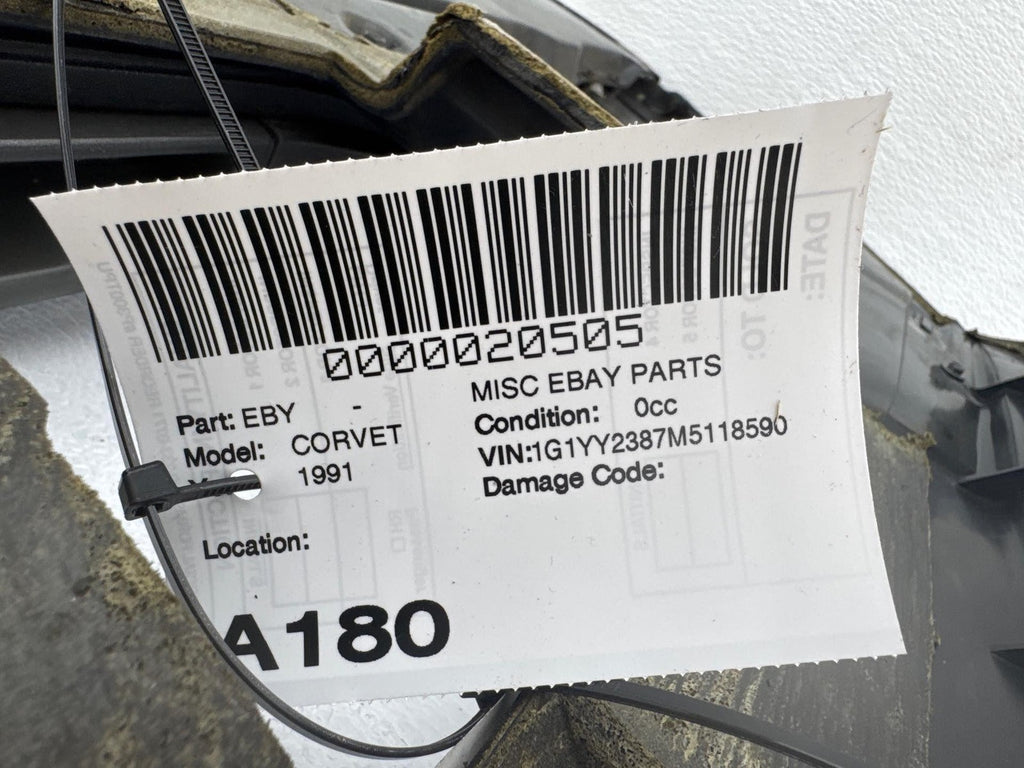 0000020505
Part: EBY - MISC EBAY PARTS
Model: CORVET Condition: 0cc
1991 VIN:1G1YY2387M5118590
Damage Code:
Location:
A180
DATE: